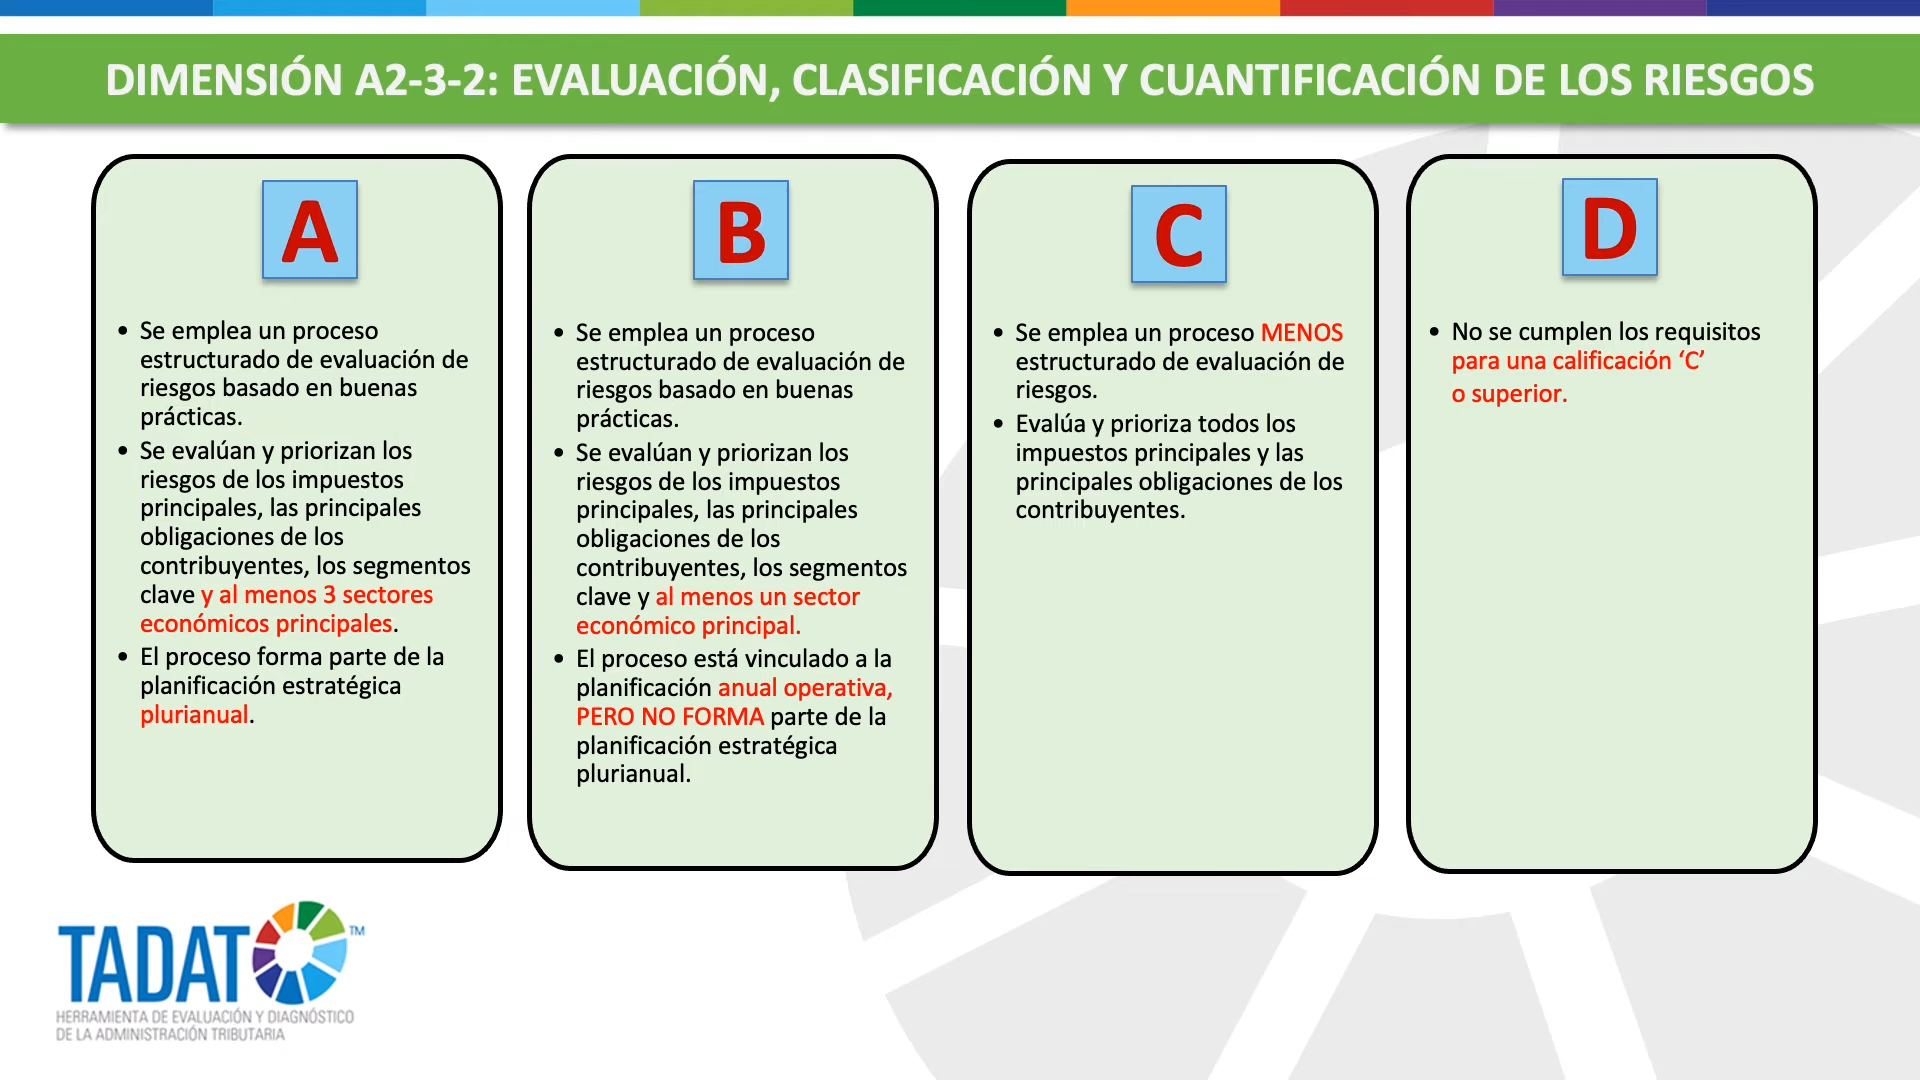 DIMENSIÓN A2-3-2: EVALUACIÓN, CLASIFICACIÓN Y CUANTIFICACIÓN DE LOS RIESGOS
A
• Se emplea un proceso
estructurado de evaluación de
riesgos basado en buenas
prácticas.
• Se evalúan y priorizan los
riesgos de los impuestos
principales, las principales
obligaciones de los
contribuyentes, los segmentos
clave y al menos 3 sectores
económicos principales.
• El proceso forma parte de la
planificación estratégica
plurianual.
B
• Se emplea un proceso
estructurado de evaluación de
riesgos basado en buenas
prácticas.
• Se evalúan y priorizan los
riesgos de los impuestos
principales, las principales
obligaciones de los
contribuyentes, los segmentos
clave y al menos un sector
económico principal.
• El proceso está vinculado a la
planificación anual operativa,
PERO NO FORMA parte de la
planificación estratégica
plurianual.
C
• Se emplea un proceso MENOS
estructurado de evaluación de
riesgos.
• Evalúa y prioriza todos los
impuestos principales y las
principales obligaciones de los
contribuyentes.
D
• No se cumplen los requisitos
para una calificación ‘C’
o superior.
TADAT TM
HERRAMIENTA DE EVALUACIÓN Y DIAGNÓSTICO
DE LA ADMINISTRACIÓN TRIBUTARIA